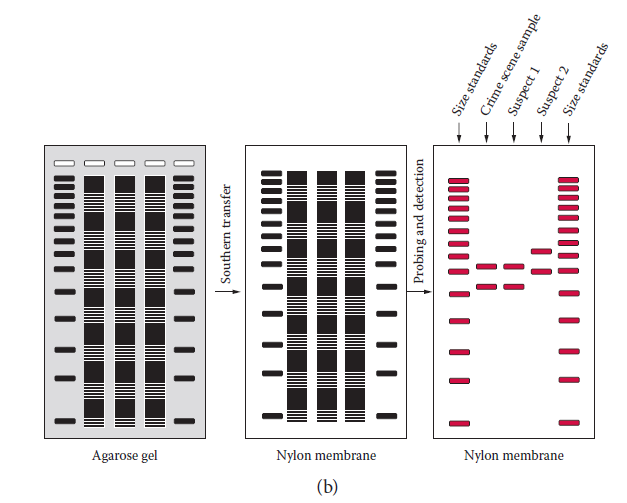 Size standards
Crime scene sample
Suspect 1
Suspect 2
Size standards
Southern transfer
Probing and detection
Agarose gel
Nylon membrane
Nylon membrane
(b)